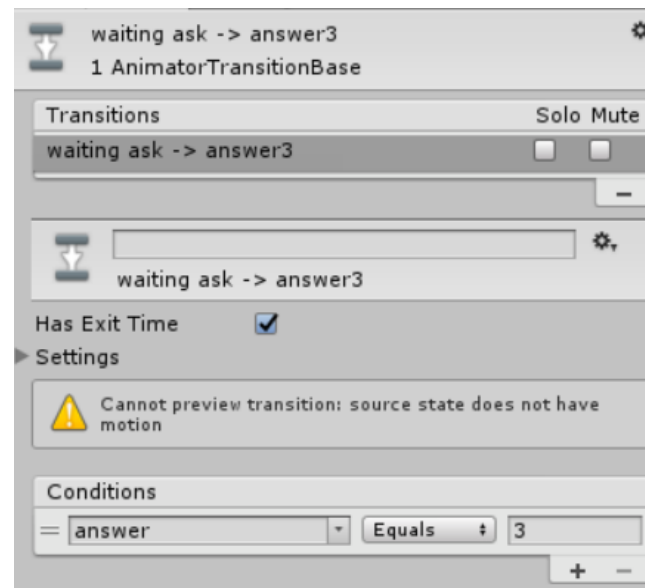 waiting ask -> answer3
1 AnimatorTransitionBase
Transitions Solo Mute
waiting ask -> answer3
waiting ask -> answer3
Has Exit Time
Settings
Cannot preview transition: source state does not have
motion
Conditions
answer Equals 3